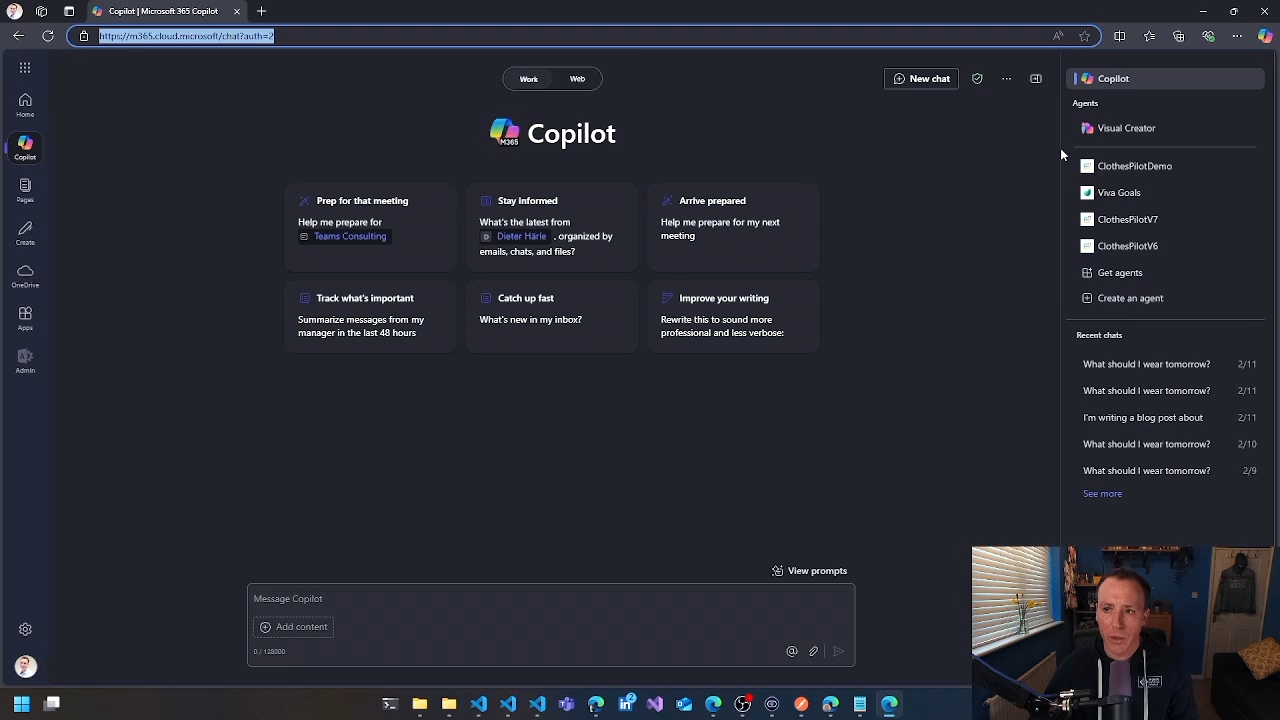 Copilot | Microsoft 365 Copilot
https://m365.cloud.microsoft/chat?auth=2
Home
Copilot
Pages
Create
OneDrive
Apps
Admin
Work
Web
New chat
M365
Copilot
Prep for that meeting
Help me prepare for
Teams Consulting
Stay informed
What's the latest from
D Dieter Härle . organized by
emails, chats, and files?
Arrive prepared
Help me prepare for my next
meeting
Track what's important
Summarize messages from my
manager in the last 48 hours
Catch up fast
What's new in my inbox?
Improve your writing
Rewrite this to sound more
professional and less verbose:
View prompts
Message Copilot
Add content
0 / 128000
Copilot
Agents
Visual Creator
ClothesPilotDemo
Viva Goals
ClothesPilotV7
ClothesPilotV6
Get agents
Create an agent
Recent chats
What should I wear tomorrow? 2/11
What should I wear tomorrow? 2/11
I'm writing a blog post about 2/11
What should I wear tomorrow? 2/10
What should I wear tomorrow? 2/9
See more
2